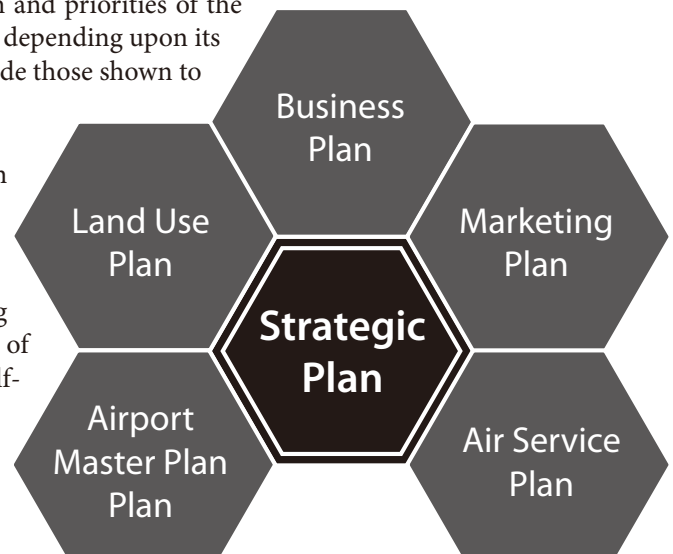 n and priorities of the
depending upon its
de those shown to
n
g
of
lf-
Business
Plan
Land Use
Plan
Marketing
Plan
Strategic
Plan
Airport
Master Plan
Plan
Air Service
Plan